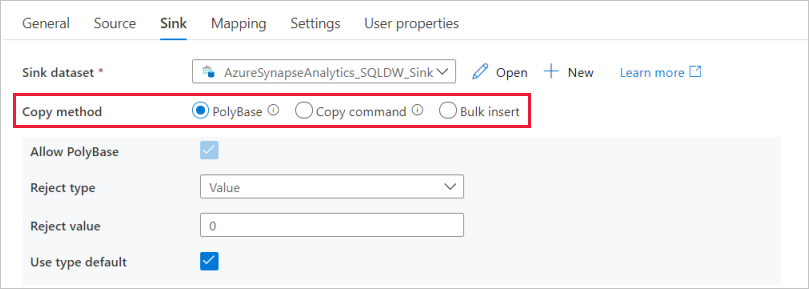 General Source Sink Mapping Settings User properties
Sink dataset * AzureSynapseAnalytics_SQLDW_Sink Open New Learn more
Copy method PolyBase Copy command Bulk insert
Allow PolyBase
Reject type Value
Reject value 0
Use type default